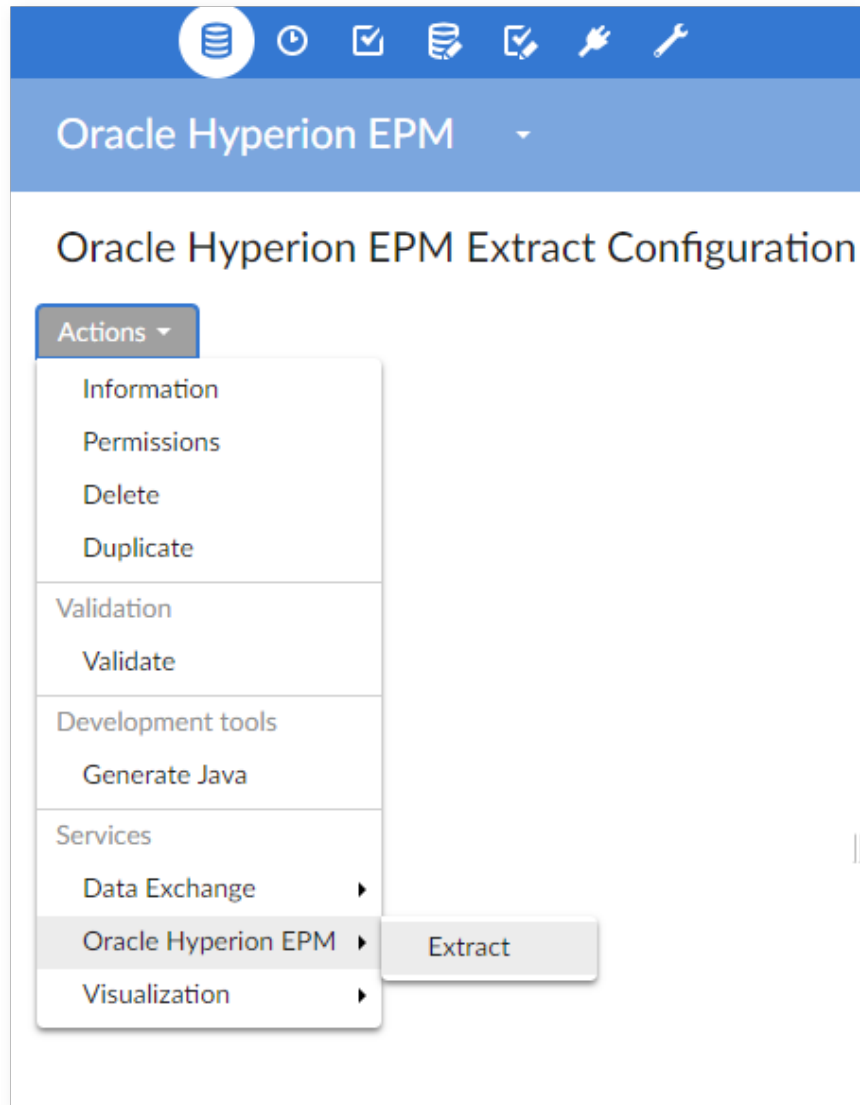 Oracle Hyperion EPM
Oracle Hyperion EPM Extract Configuration
Actions
Information
Permissions
Delete
Duplicate
Validation
Validate
Development tools
Generate Java
Services
Data Exchange
Oracle Hyperion EPM
Extract
Visualization